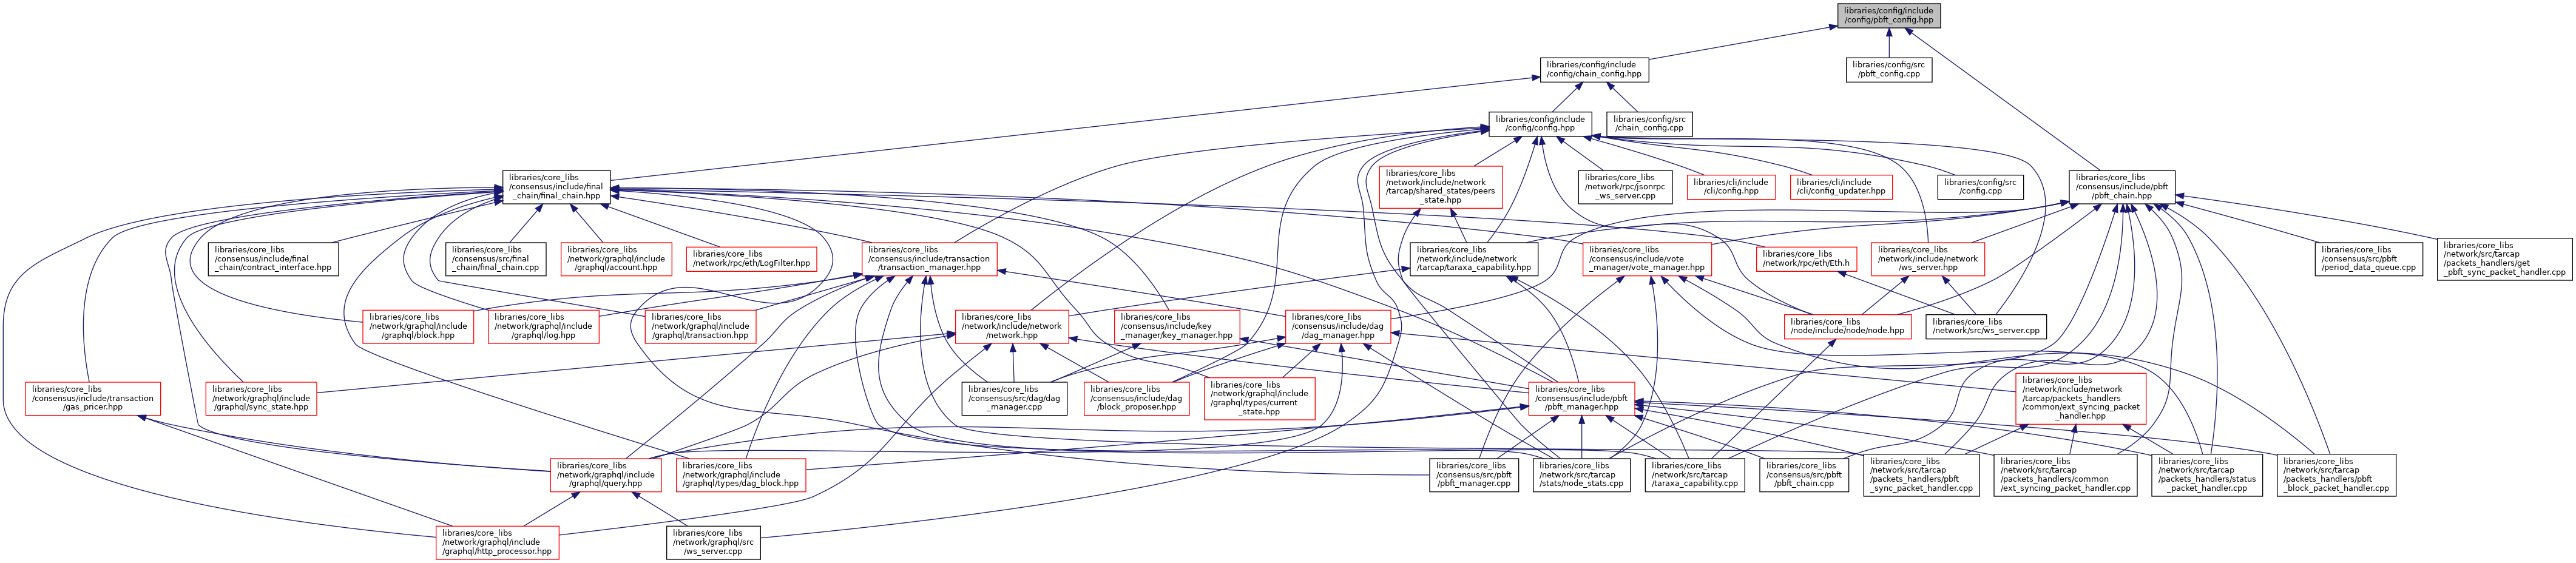 libraries/config/include
/config/pbft_config.hpp
libraries/config/include
/config/chain_config.hpp
libraries/config/src
/pbft_config.cpp
libraries/config/include
/config/config.hpp
libraries/config/src
/chain_config.cpp
libraries/core_libs
/consensus/include/final
_chain/final_chain.hpp
libraries/core_libs
/network/include/network
/tarcap/shared_states/peers
_state.hpp
libraries/core_libs
/network/rpc/jsonrpc
_ws_server.cpp
libraries/cli/include
/cli/config.hpp
libraries/cli/include
/cli/config_updater.hpp
libraries/config/src
/config.cpp
libraries/core_libs
/consensus/include/pbft
/pbft_chain.hpp
libraries/core_libs
/consensus/include/final
_chain/contract_interface.hpp
libraries/core_libs
/consensus/src/final
_chain/final_chain.cpp
libraries/core_libs
/network/graphql/include
/graphql/account.hpp
libraries/core_libs
/network/rpc/eth/LogFilter.hpp
libraries/core_libs
/consensus/include/transaction
/transaction_manager.hpp
libraries/core_libs
/network/include/network
/tarcap/taraxa_capability.hpp
libraries/core_libs
/consensus/include/vote
_manager/vote_manager.hpp
libraries/core_libs
/network/rpc/eth/Eth.h
libraries/core_libs
/network/include/network
/ws_server.hpp
libraries/core_libs
/consensus/src/pbft
/period_data_queue.cpp
libraries/core_libs
/network/src/tarcap
/packets_handlers/get
_pbft_sync_packet_handler.cpp
libraries/core_libs
/network/graphql/include
/graphql/block.hpp
libraries/core_libs
/network/graphql/include
/graphql/log.hpp
libraries/core_libs
/network/graphql/include
/graphql/transaction.hpp
libraries/core_libs
/network/include/network
/network.hpp
libraries/core_libs
/consensus/include/key
_manager/key_manager.hpp
libraries/core_libs
/consensus/include/dag
/dag_manager.hpp
libraries/core_libs
/node/include/node/node.hpp
libraries/core_libs
/network/src/ws_server.cpp
libraries/core_libs
/consensus/include/transaction
/gas_pricer.hpp
libraries/core_libs
/network/graphql/include
/graphql/sync_state.hpp
libraries/core_libs
/consensus/src/dag/dag
_manager.cpp
libraries/core_libs
/consensus/include/dag
/block_proposer.hpp
libraries/core_libs
/network/graphql/include
/graphql/types/current
_state.hpp
libraries/core_libs
/consensus/include/pbft
/pbft_manager.hpp
libraries/core_libs
/network/include/network
/tarcap/packets_handlers
/common/ext_syncing_packet
_handler.hpp
libraries/core_libs
/network/graphql/include
/graphql/query.hpp
libraries/core_libs
/network/graphql/include
/graphql/types/dag_block.hpp
libraries/core_libs
/consensus/src/pbft
/pbft_manager.cpp
libraries/core_libs
/network/src/tarcap
/stats/node_stats.cpp
libraries/core_libs
/network/src/tarcap
/taraxa_capability.cpp
libraries/core_libs
/consensus/src/pbft
/pbft_chain.cpp
libraries/core_libs
/network/src/tarcap
/packets_handlers/pbft
_sync_packet_handler.cpp
libraries/core_libs
/network/src/tarcap
/packets_handlers/common
/ext_syncing_packet_handler.cpp
libraries/core_libs
/network/src/tarcap
/packets_handlers/status
_packet_handler.cpp
libraries/core_libs
/network/src/tarcap
/packets_handlers/pbft
_block_packet_handler.cpp
libraries/core_libs
/network/graphql/include
/graphql/http_processor.hpp
libraries/core_libs
/network/graphql/src
/ws_server.cpp